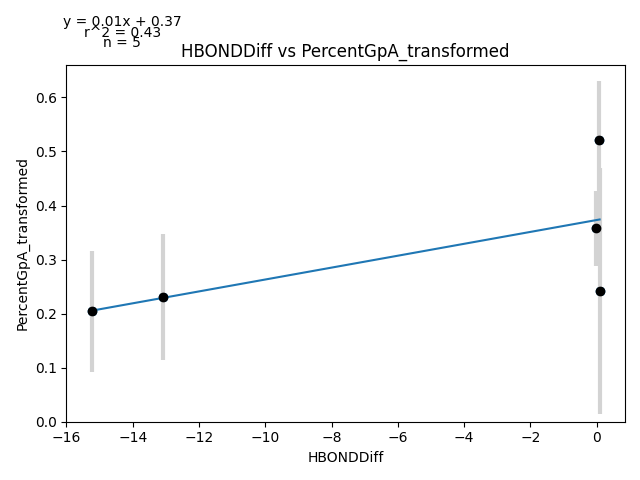 y = 0.01x + 0.37
r^2 = 0.43
n = 5
HBONDDiff vs PercentGpA_transformed
0.6
0.5
0.4
0.3
0.2
0.1
0.0
PercentGpA_transformed
−16 −14 −12 −10 −8 −6 −4 −2 0
HBONDDiff